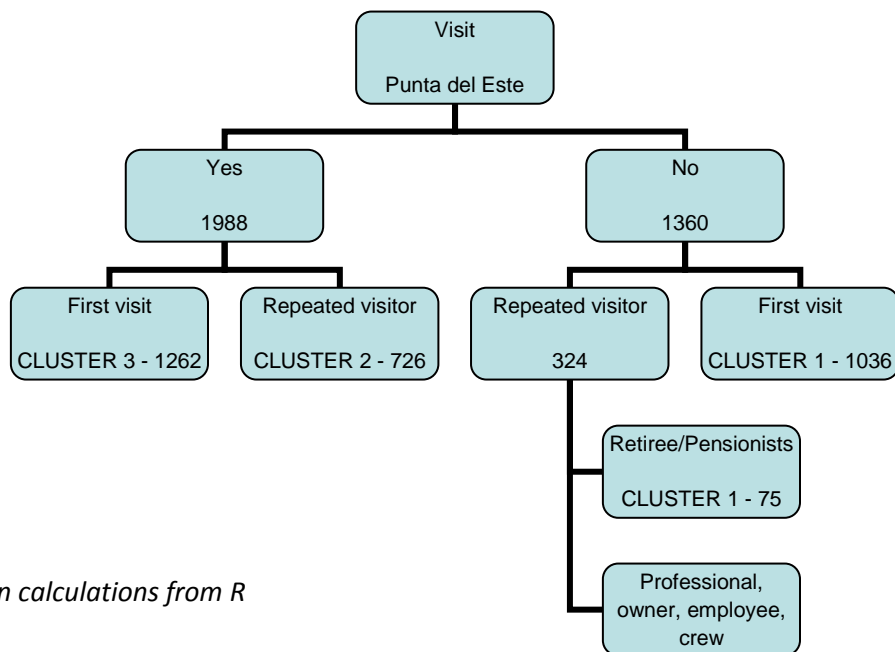 Visit
Punta del Este
Yes
1988
No
1360
First visit
CLUSTER 3 - 1262
Repeated visitor
CLUSTER 2 - 726
Repeated visitor
324
First visit
CLUSTER 1 - 1036
Retiree/Pensionists
CLUSTER 1 - 75
Professional,
owner, employee,
crew
calculations from R